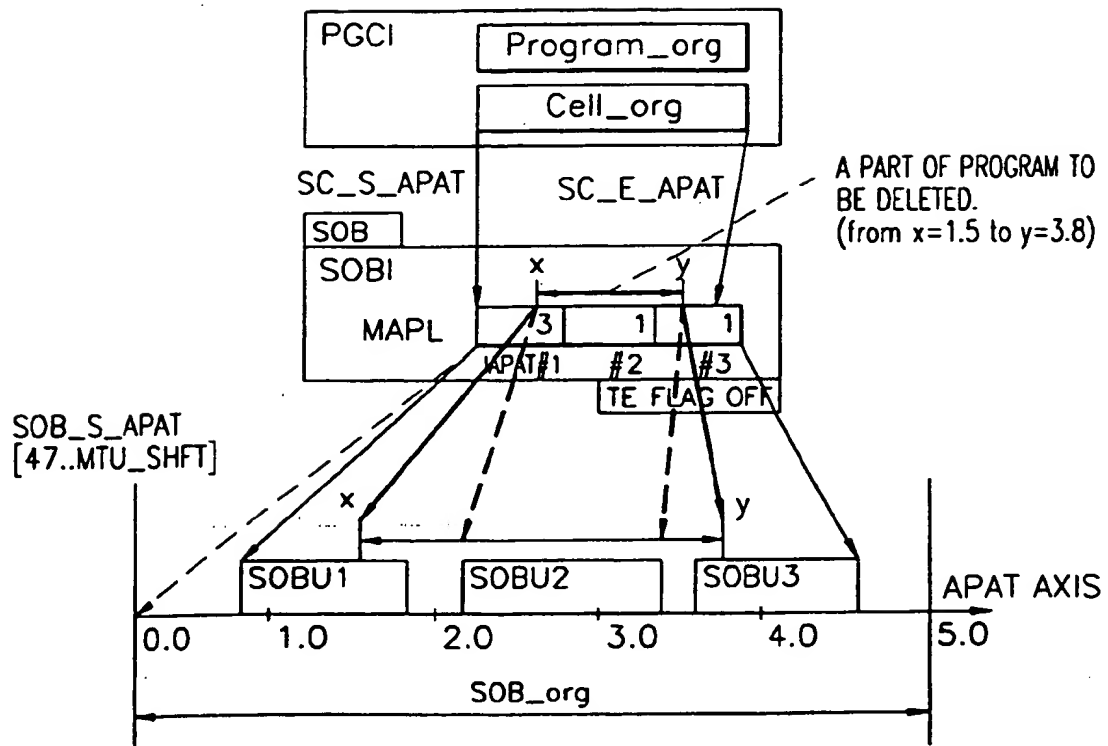 PGCI
Program_org
Cell_org
SC_S_APAT
SC_E_APAT
A PART OF PROGRAM TO
BE DELETED.
(from x=1.5 to y=3.8)
SOB
SOBI
x
y
MAPL
3
1
1
IAPAT#1
#2
#3
TE FLAG OFF
SOB_S_APAT
[47..MTU_SHFT]
x
y
SOBU1
SOBU2
SOBU3
APAT AXIS
0.0
1.0
2.0
3.0
4.0
5.0
SOB_org